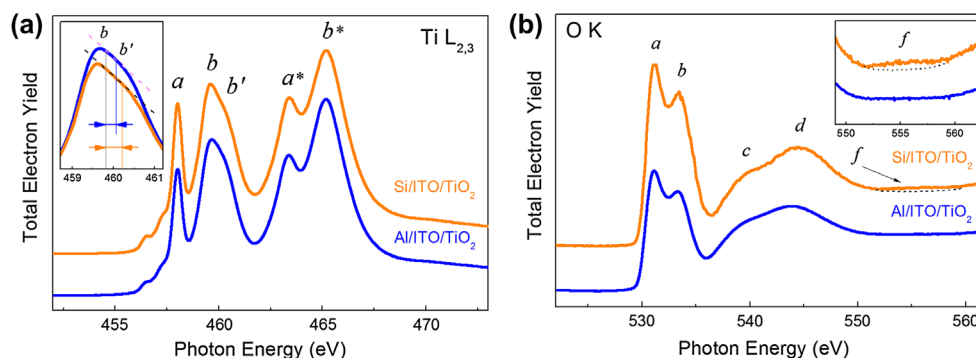 (a)
Ti L2,3
b
b'
a
b
b'
a*
b*
459 460 461
Si/ITO/TiO2
Al/ITO/TiO2
Total Electron Yield
455 460 465 470
Photon Energy (eV)
(b)
O K
a
b
c
d
f
f
550 555 560
Si/ITO/TiO2
Al/ITO/TiO2
Total Electron Yield
530 540 550 560
Photon Energy (eV)